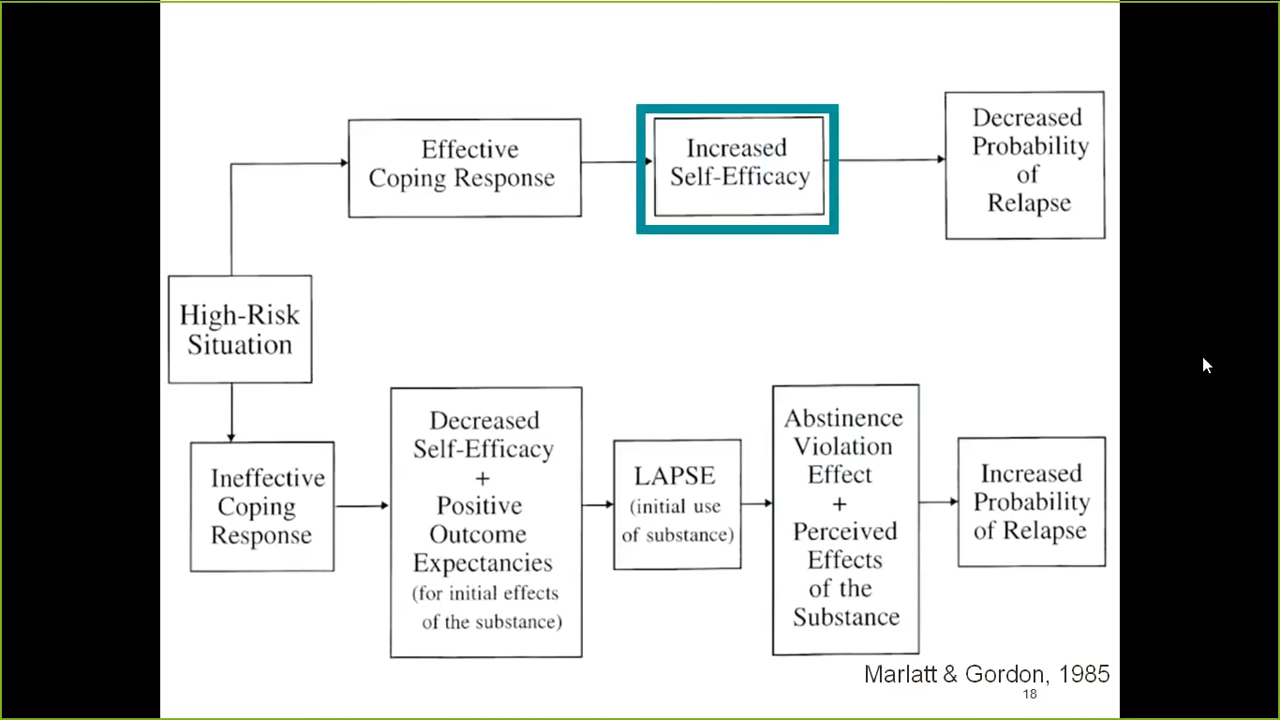 Effective
Coping Response
Increased
Self-Efficacy
Decreased
Probability
of
Relapse
High-Risk
Situation
Ineffective
Coping
Response
Decreased
Self-Efficacy
+
Positive
Outcome
Expectancies
(for initial effects
of the substance)
LAPSE
(initial use
of substance)
Abstinence
Violation
Effect
+
Perceived
Effects
of the
Substance
Increased
Probability
of Relapse
Marlatt & Gordon, 1985
18